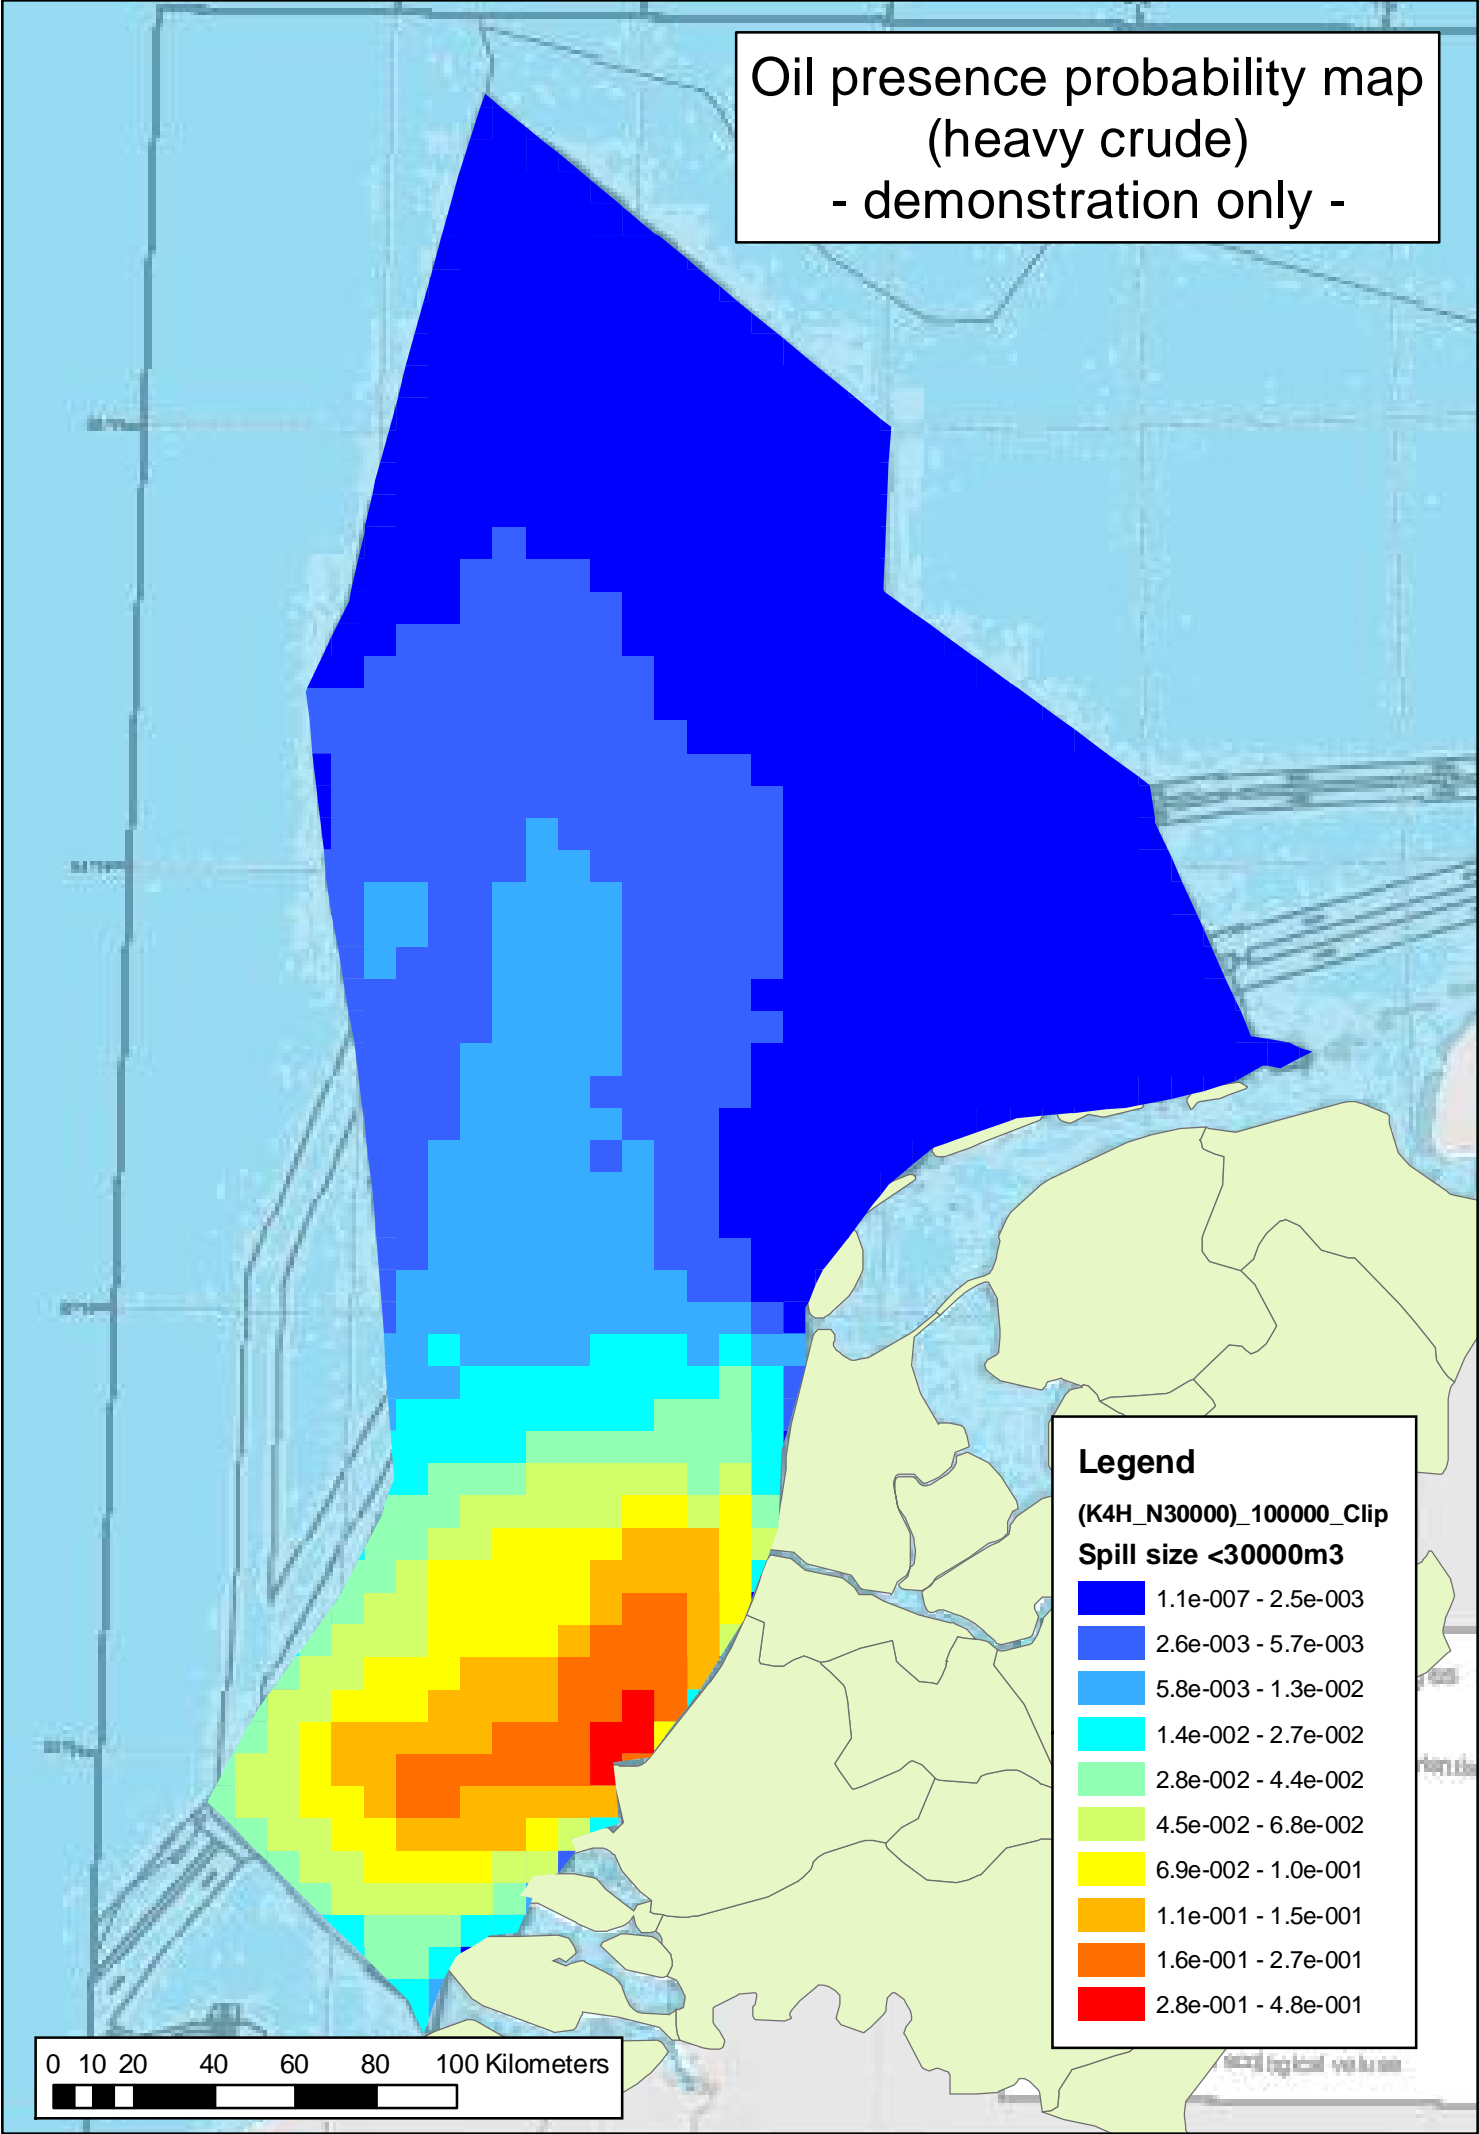 Oil presence probability map
(heavy crude)
- demonstration only -
Legend
(K4H_N30000)_100000_Clip
Spill size <30000m3
1.1e-007 - 2.5e-003
2.6e-003 - 5.7e-003
5.8e-003 - 1.3e-002
1.4e-002 - 2.7e-002
2.8e-002 - 4.4e-002
4.5e-002 - 6.8e-002
6.9e-002 - 1.0e-001
1.1e-001 - 1.5e-001
1.6e-001 - 2.7e-001
2.8e-001 - 4.8e-001
0 10 20 40 60 80 100 Kilometers